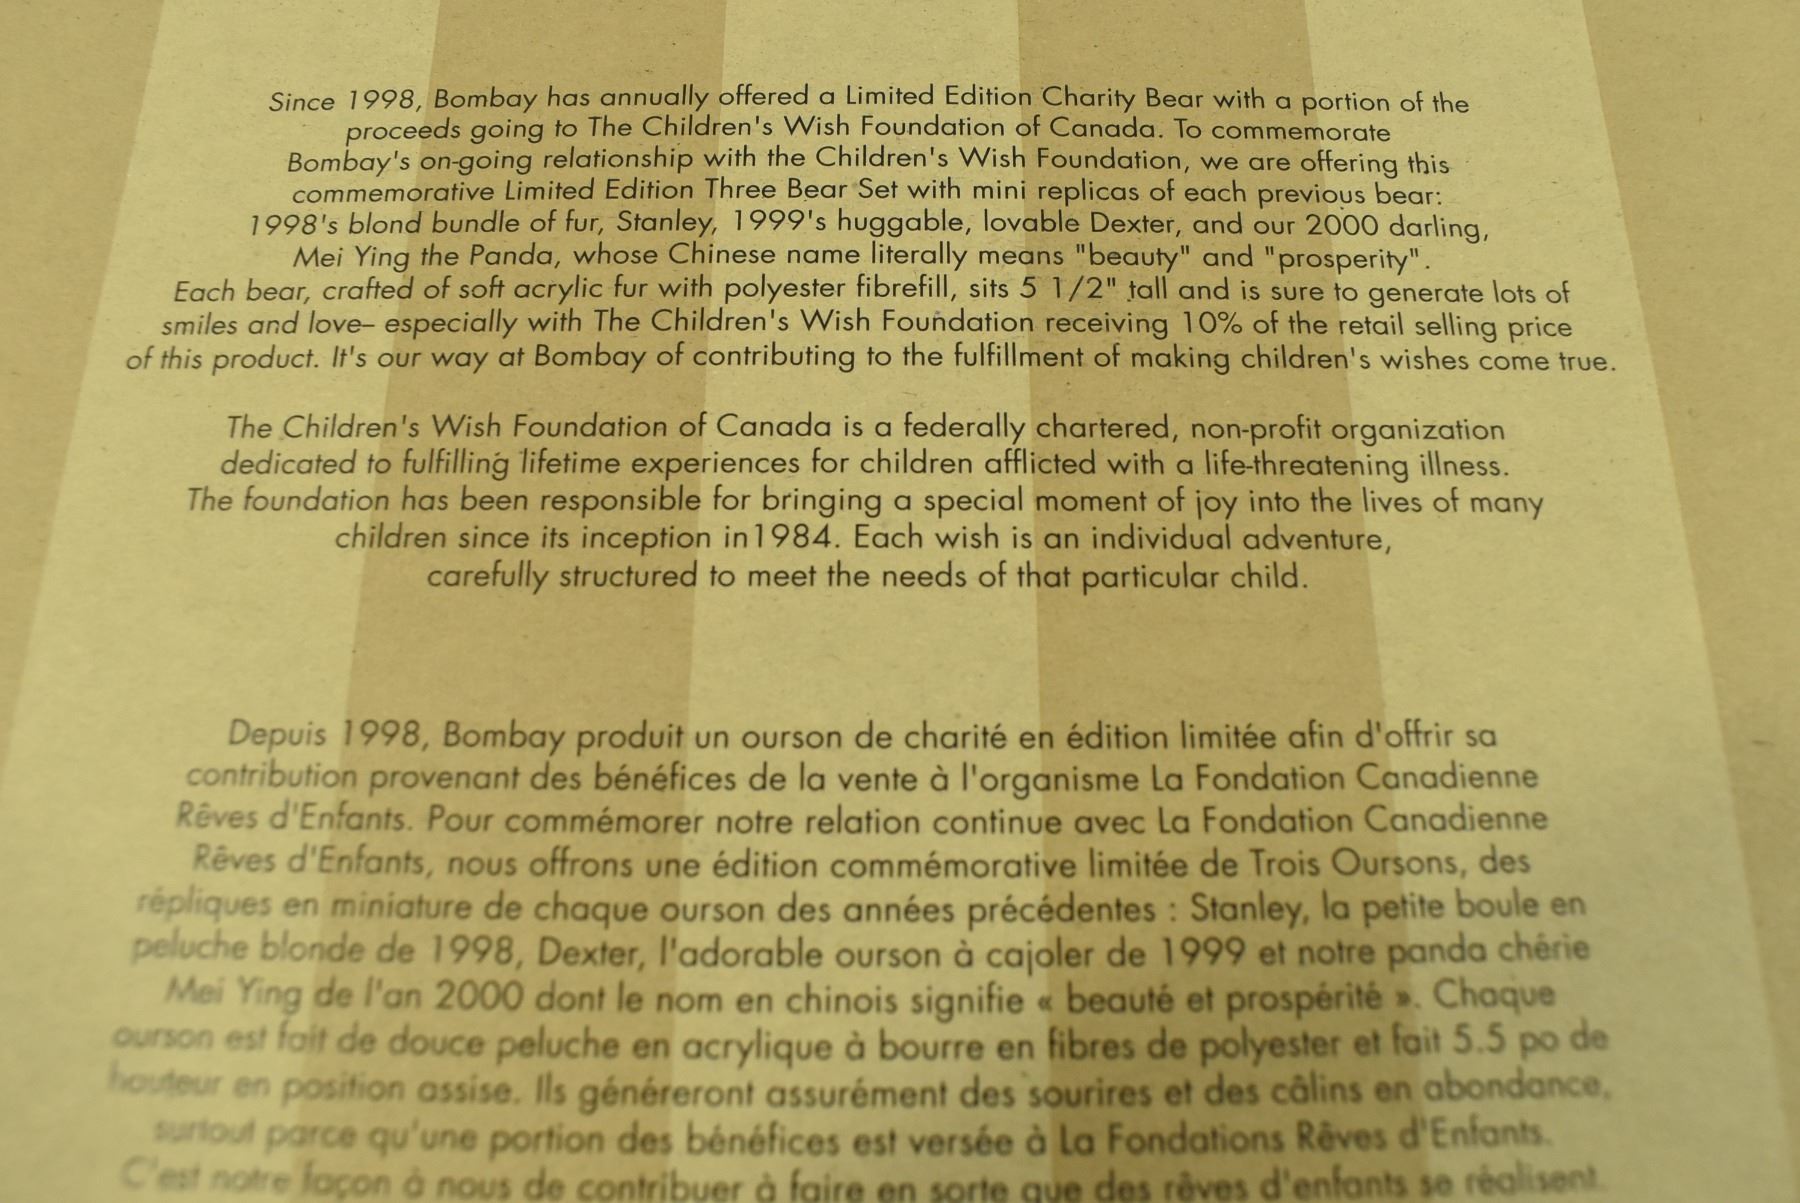 Since 1998, Bombay has annually offered a Limited Edition Charity Bear with a portion of the
proceeds going to The Children's Wish Foundation of Canada. To commemorate
Bombay's on-going relationship with the Children's Wish Foundation, we are offering this
commemorative Limited Edition Three Bear Set with mini replicas of each previous bear:
1998's blond bundle of fur, Stanley, 1999's huggable, lovable Dexter, and our 2000 darling,
Mei Ying the Panda, whose Chinese name literally means "beauty" and "prosperity".
Each bear, crafted of soft acrylic fur with polyester fibrefill, sits 5 1/2" tall and is sure to generate lots of
smiles and love– especially with The Children's Wish Foundation receiving 10% of the retail selling price
of this product. It's our way at Bombay of contributing to the fulfillment of making children's wishes come true.
The Children's Wish Foundation of Canada is a federally chartered, non-profit organization
dedicated to fulfilling lifetime experiences for children afflicted with a life-threatening illness.
The foundation has been responsible for bringing a special moment of joy into the lives of many
children since its inception in1984. Each wish is an individual adventure,
carefully structured to meet the needs of that particular child.
Depuis 1998, Bombay produit un ourson de charité en édition limitée afin d'offrir sa
contribution provenant des bénéfices de la vente à l'organisme La Fondation Canadienne
Rêves d'Enfants. Pour commémorer notre relation continue avec La Fondation Canadienne
Rêves d'Enfants, nous offrons une édition commémorative limitée de Trois Oursons, des
répliques en miniature de chaque ourson des années précédentes : Stanley, la petite boule en
peluche blonde de 1998, Dexter, l'adorable ourson à cajoler de 1999 et notre panda chérie
Mei Ying de l'an 2000 dont le nom en chinois signifie « beauté et prospérité ». Chaque
ourson est fait de douce peluche en acrylique à bourre en fibres de polyester et fait 5.5 po de
hauteur en position assise. Ils généreront assurément des sourires et des câlins en abondance,
surtout parce qu'une portion des bénéfices est versée à La Fondations Rêves d'Enfants.
C'est notre façon à nous de contribuer à faire en sorte que des rêves d'enfants se réalisent.